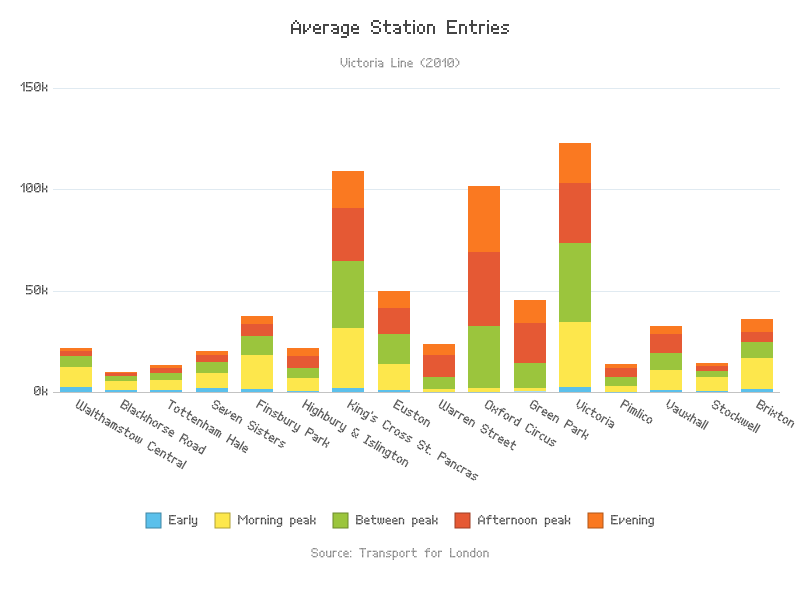 Average Station Entries
Victoria Line (2010)
150k
100k
50k
0k
Walthamstow Central
Blackhorse Road
Tottenham Hale
Seven Sisters
Finsbury Park
Highbury & Islington
King's Cross St. Pancras
Euston
Warren Street
Oxford Circus
Green Park
Victoria
Pimlico
Vauxhall
Stockwell
Brixton
Early Morning peak Between peak Afternoon peak Evening
Source: Transport for London